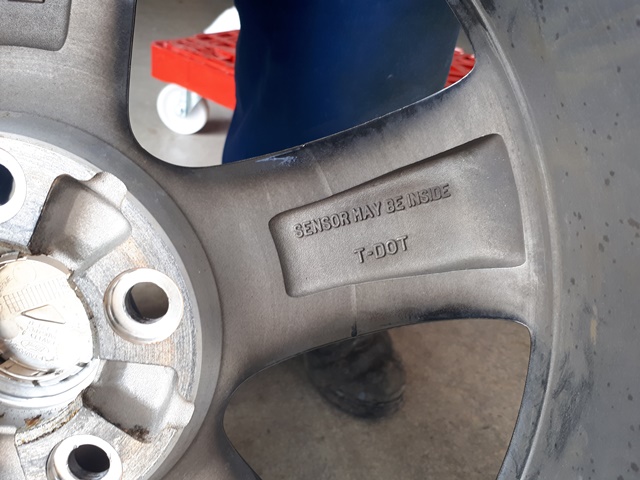 SENSOR MAY BE INSIDE
T-DOT